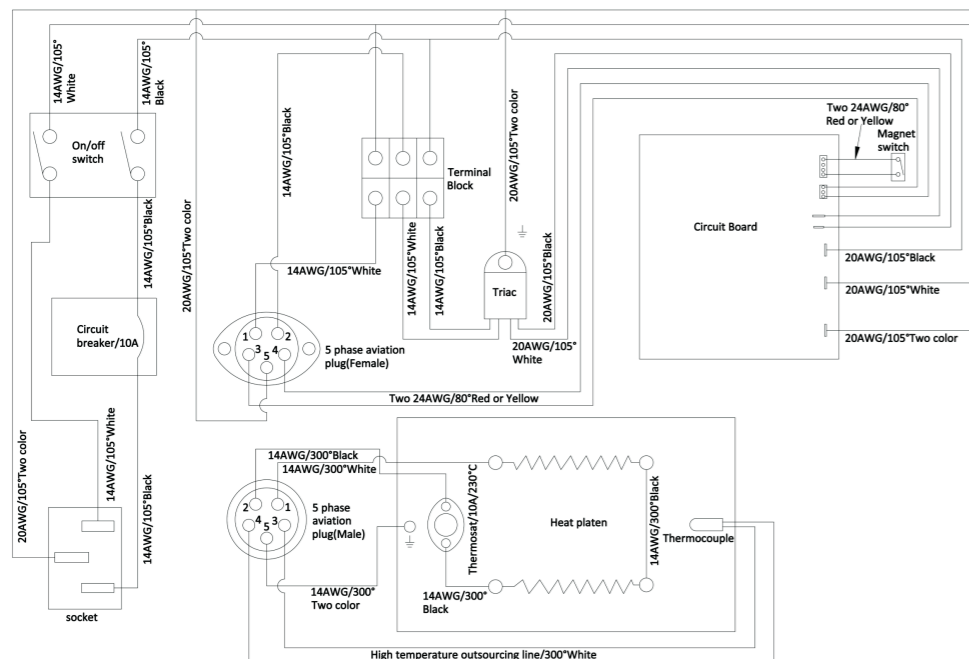 14AWG/105°
White
14AWG/105°
Black
On/off
switch
14AWG/105°Black
14AWG/105°Black
20AWG/105°Two color
20AWG/105°Two color
Terminal
Block
Two 24AWG/80°
Red or Yellow
Magnet
switch
Circuit Board
14AWG/105°White
14AWG/105°White
14AWG/105°Black
20AWG/105°Black
Triac
20AWG/105°
White
20AWG/105°Black
20AWG/105°White
20AWG/105°Two color
Circuit
breaker/10A
1 2
3 5 4
5 phase aviation
plug(Female)
Two 24AWG/80°Red or Yellow
20AWG/105°Two color
14AWG/105°White
14AWG/105°Black
socket
14AWG/300°Black
14AWG/300°White
2 1
4 5 3
5 phase
aviation
plug(Male)
Thermosat/10A/230°C
Heat platen
14AWG/300°Black
Thermocouple
14AWG/300°
Two color
14AWG/300°
Black
High temperature outsourcing line/300°White